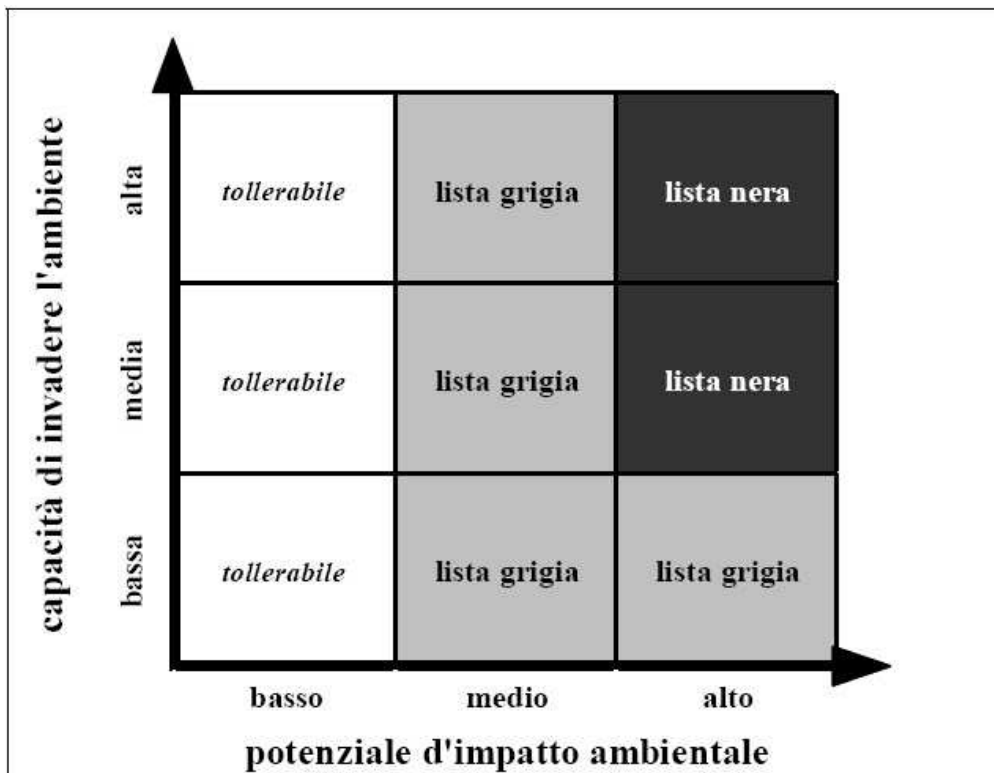 capacità di invadere l'ambiente
alta
tollerabile
lista grigia
lista nera
media
tollerabile
lista grigia
lista nera
bassa
tollerabile
lista grigia
lista grigia
basso
medio
alto
potenziale d'impatto ambientale